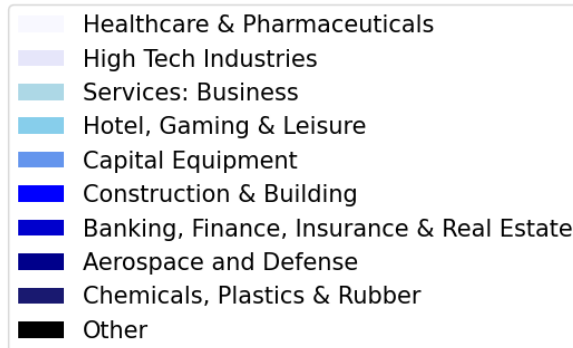 Healthcare & Pharmaceuticals
High Tech Industries
Services: Business
Hotel, Gaming & Leisure
Capital Equipment
Construction & Building
Banking, Finance, Insurance & Real Estate
Aerospace and Defense
Chemicals, Plastics & Rubber
Other